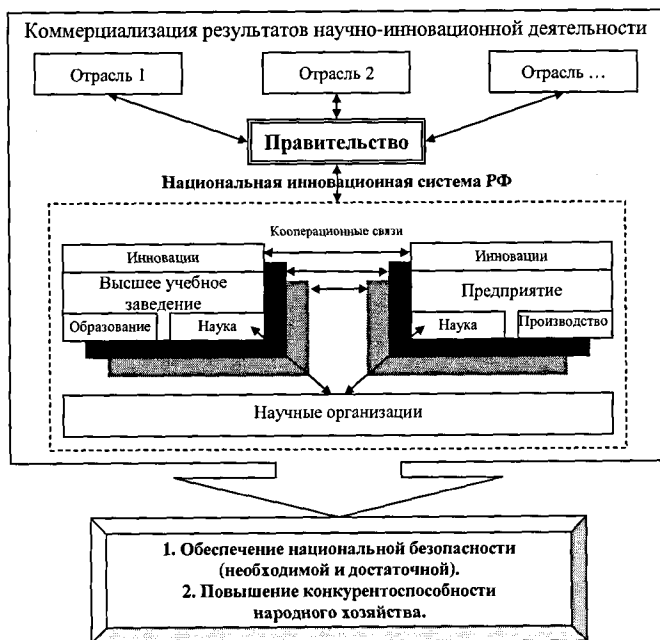 Коммерциализация результатов научно-инновационной деятельности
Отрасль 1
Отрасль 2
Отрасль ...
Правительство
Национальная инновационная система РФ
Кооперационные связи
Инновации
Инновации
Высшее учебное
заведение
Предприятие
Образование
Наука
Наука
Производство
Научные организации
1. Обеспечение национальной безопасности
(необходимой и достаточной).
2. Повышение конкурентоспособности
народного хозяйства.